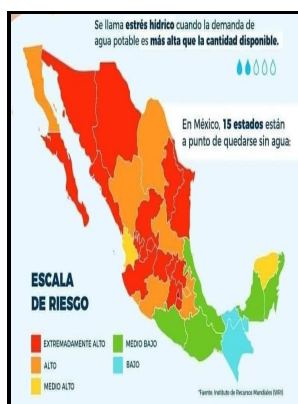 Se llama estrés hídrico cuando la demanda de
agua potable es más alta que la cantidad disponible.
En México, 15 estados están
a punto de quedarse sin agua:
ESCALA
DE RIESGO
EXTREMADAMENTE ALTO
ALTO
MEDIO ALTO
MEDIO BAJO
BAJO
*Fuente: Instituto de Recursos Mundiales (WRI)